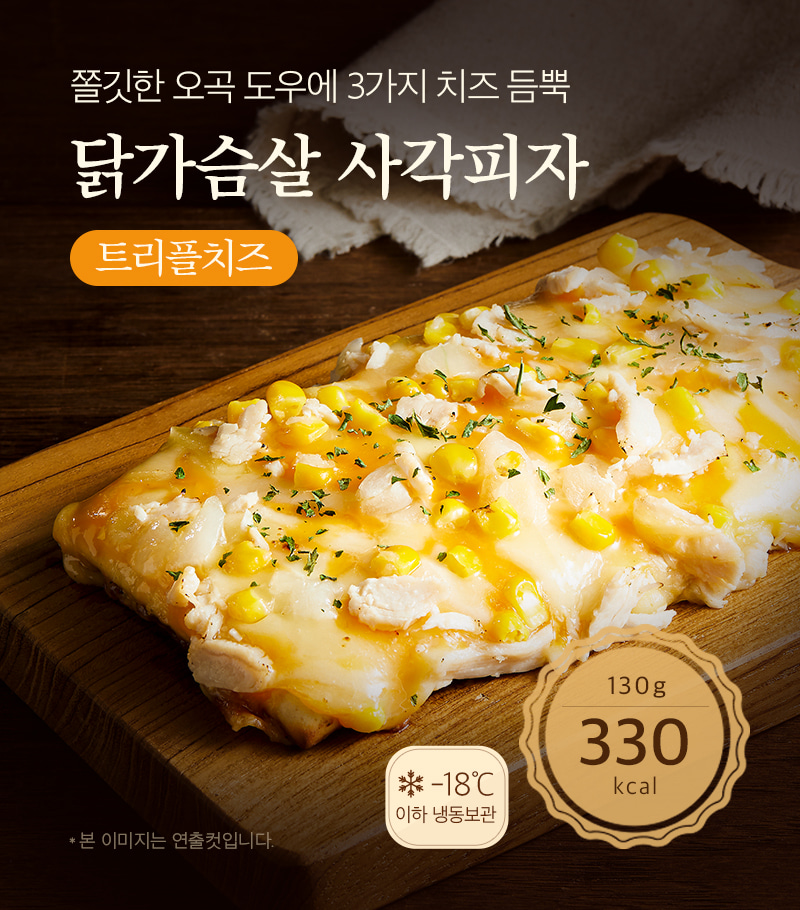 쫄깃한 오곡 도우에 3가지 치즈 듬뿍
닭가슴살 사각피자
트리플치즈
130g
330
kcal
-18℃
이하 냉동보관
*본 이미지는 연출컷입니다.